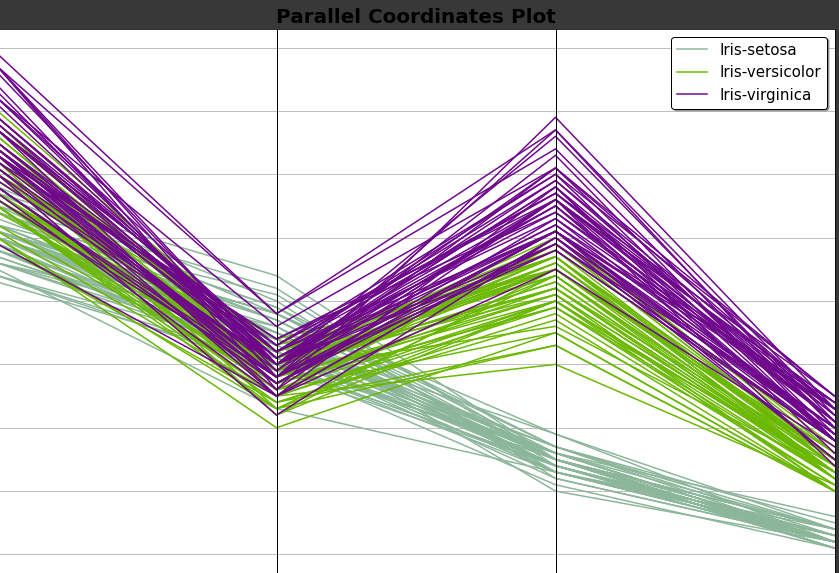 Parallel Coordinates Plot
Iris-setosa
Iris-versicolor
Iris-virginica